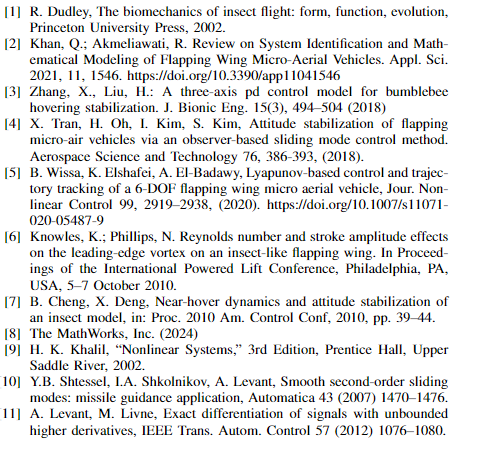 [1] R. Dudley, The biomechanics of insect flight: form, function, evolution,
Princeton University Press, 2002.
[2] Khan, Q.; Akmeliawati, R. Review on System Identification and Math-
ematical Modeling of Flapping Wing Micro-Aerial Vehicles. Appl. Sci.
2021, 11, 1546. https://doi.org/10.3390/app11041546
[3] Zhang, X., Liu, H.: A three-axis pd control model for bumblebee
hovering stabilization. J. Bionic Eng. 15(3), 494–504 (2018)
[4] X. Tran, H. Oh, I. Kim, S. Kim, Attitude stabilization of flapping
micro-air vehicles via an observer-based sliding mode control method.
Aerospace Science and Technology 76, 386-393, (2018).
[5] B. Wissa, K. Elshafei, A. El-Badawy, Lyapunov-based control and trajec-
tory tracking of a 6-DOF flapping wing micro aerial vehicle, Jour. Non-
linear Control 99, 2919–2938, (2020). https://doi.org/10.1007/s11071-
020-05487-9
[6] Knowles, K.; Phillips, N. Reynolds number and stroke amplitude effects
on the leading-edge vortex on an insect-like flapping wing. In Proceed-
ings of the International Powered Lift Conference, Philadelphia, PA,
USA, 5–7 October 2010.
[7] B. Cheng, X. Deng, Near-hover dynamics and attitude stabilization of
an insect model, in: Proc. 2010 Am. Control Conf, 2010, pp. 39–44.
[8] The MathWorks, Inc. (2024)
[9] H. K. Khalil, “Nonlinear Systems,” 3rd Edition, Prentice Hall, Upper
Saddle River, 2002.
10] Y.B. Shtessel, I.A. Shkolnikov, A. Levant, Smooth second-order sliding
modes: missile guidance application, Automatica 43 (2007) 1470–1476.
11] A. Levant, M. Livne, Exact differentiation of signals with unbounded
higher derivatives, IEEE Trans. Autom. Control 57 (2012) 1076–1080.